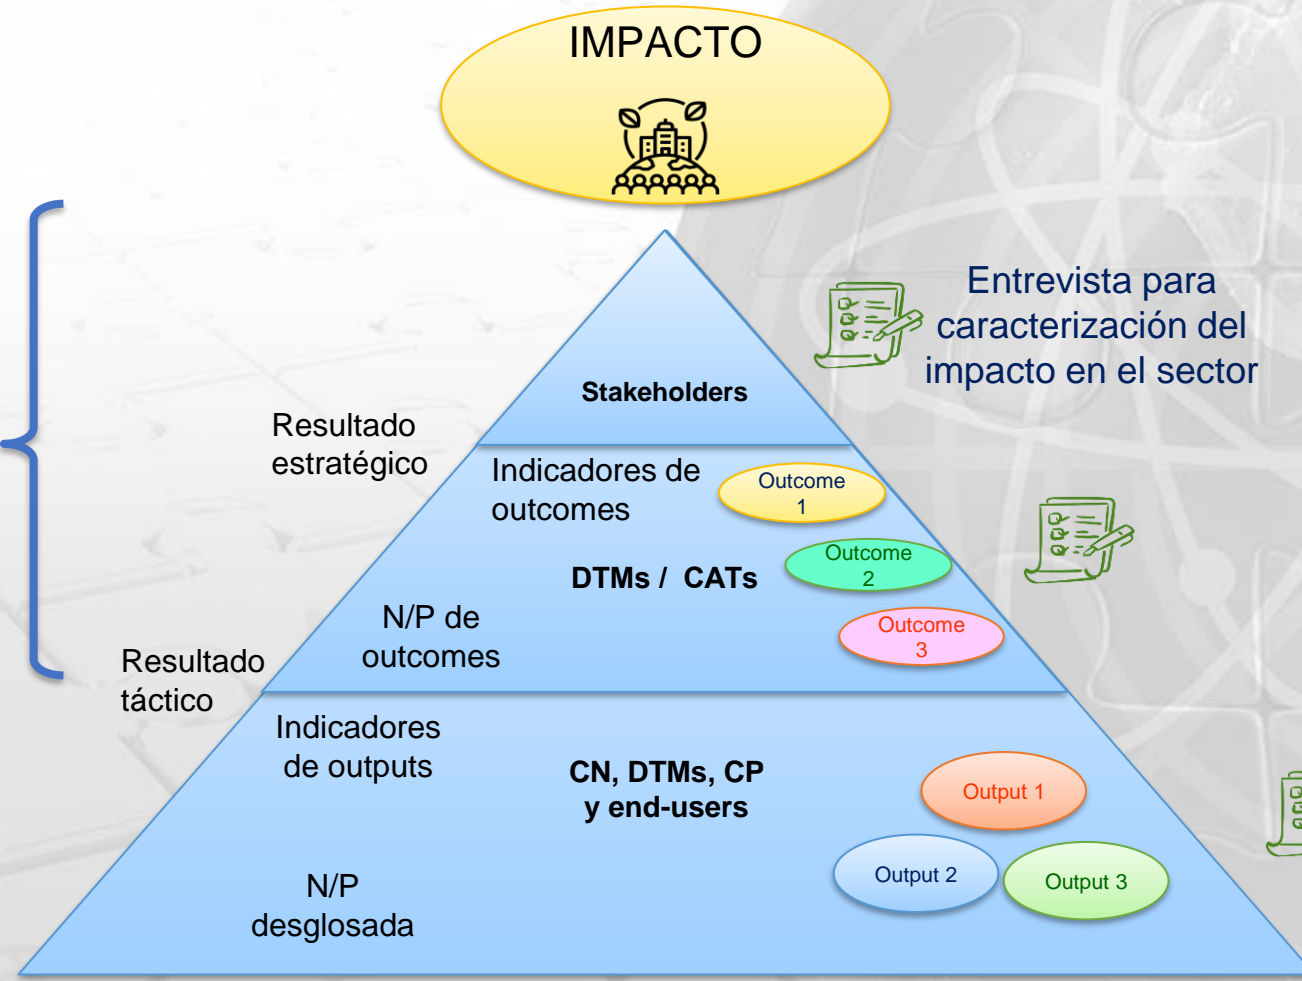 IMPACTO
Entrevista para
caracterización del
impacto en el sector
Stakeholders
Resultado
estratégico
Indicadores de
outcomes
Outcome
1
Outcome
2
DTMs / CATs
N/P de
outcomes
Outcome
3
Resultado
táctico
Indicadores
de outputs
CN, DTMs, CP
y end-users
Output 1
Output 2
Output 3
N/P
desglosada